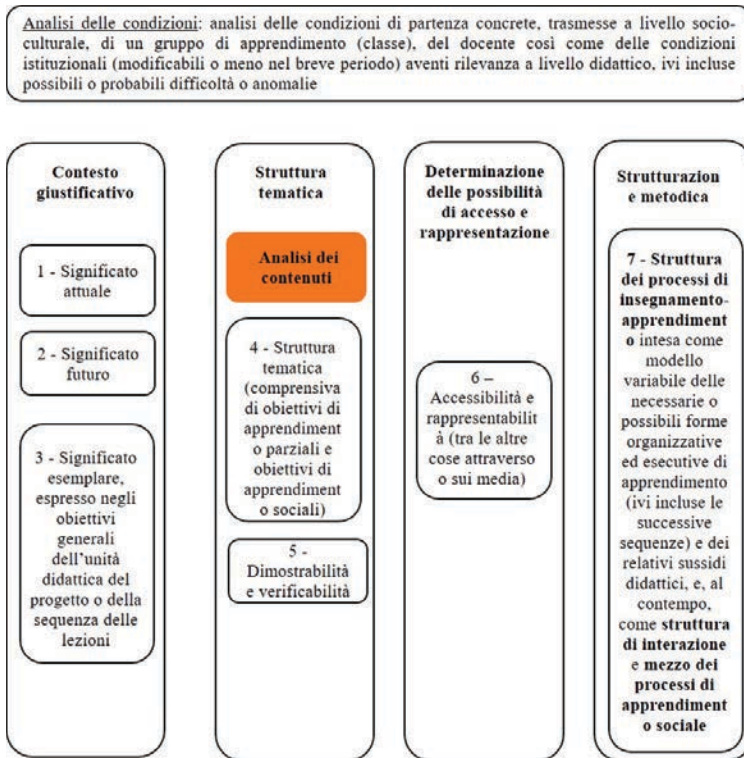 Analisi delle condizioni: analisi delle condizioni di partenza concrete, trasmesse a livello socio-
culturale, di un gruppo di apprendimento (classe), del docente così come delle condizioni
istituzionali (modificabili o meno nel breve periodo) aventi rilevanza a livello didattico, ivi incluse
possibili o probabili difficoltà o anomalie
Contesto
giustificativo
1 - Significato
attuale
2 - Significato
futuro
3 - Significato
esemplare,
espresso negli
obiettivi
generali
dell'unità
didattica del
progetto o della
sequenza delle
lezioni
Struttura
tematica
Analisi dei
contenuti
4 - Struttura
tematica
(comprensiva
di obiettivi di
apprendiment
o parziali e
obiettivi di
apprendiment
o sociali)
5 -
Dimostrabilità
e verificabilità
Determinazione
delle possibilità
di accesso e
rappresentazione
6 –
Accessibilità e
rappresentabilit
à (tra le altre
cose attraverso
o sui media)
Strutturazion
e metodica
7 - Struttura
dei processi di
insegnamento-
apprendiment
o intesa come
modello
variabile delle
necessarie o
possibili forme
organizzative
ed esecutive di
apprendimento
(ivi incluse le
successive
sequenze) e dei
relativi sussidi
didattici, e, al
contempo,
come struttura
di interazione
e mezzo dei
processi di
apprendiment
o sociale